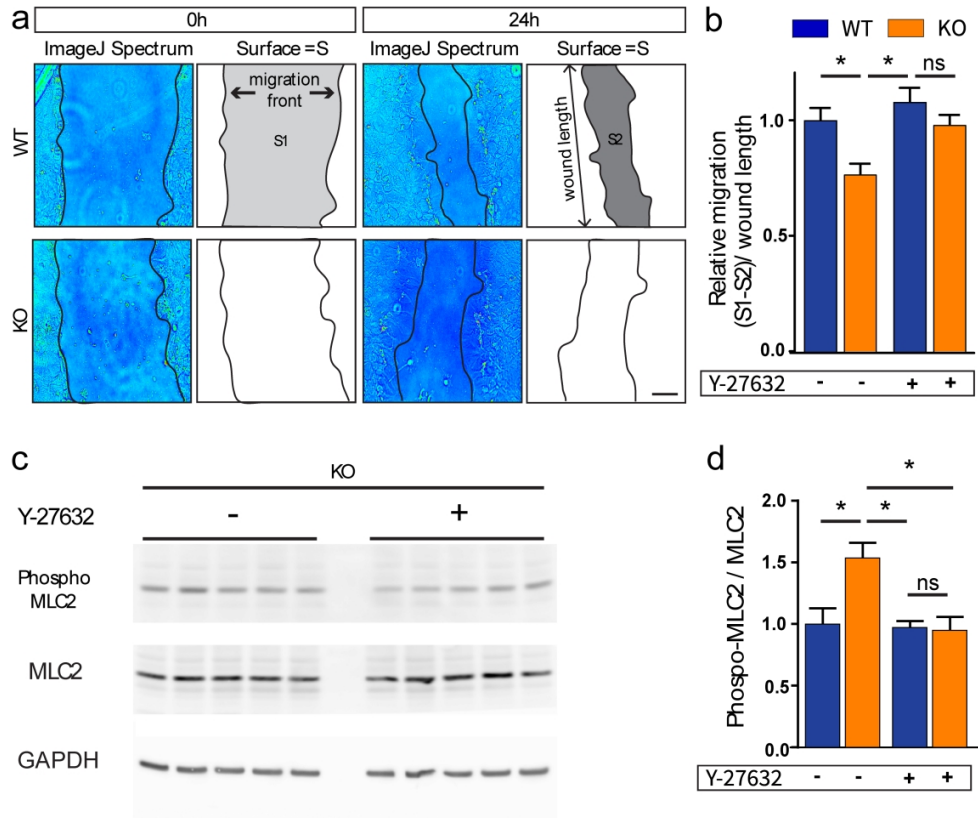 a
0h
24h
ImageJ Spectrum
Surface =S
ImageJ Spectrum
Surface =S
WT
migration
front
S1
wound length
S2
KO
b
WT
KO
*
*
ns
Relative migration
(S1-S2)/ wound length
1.0
0.5
0.0
Y-27632
-
-
+
+
c
KO
Y-27632
-
+
Phospho
MLC2
MLC2
GAPDH
d
*
*
*
ns
Phospo-MLC2 / MLC2
2.0
1.5
1.0
0.5
0.0
Y-27632
-
-
+
+